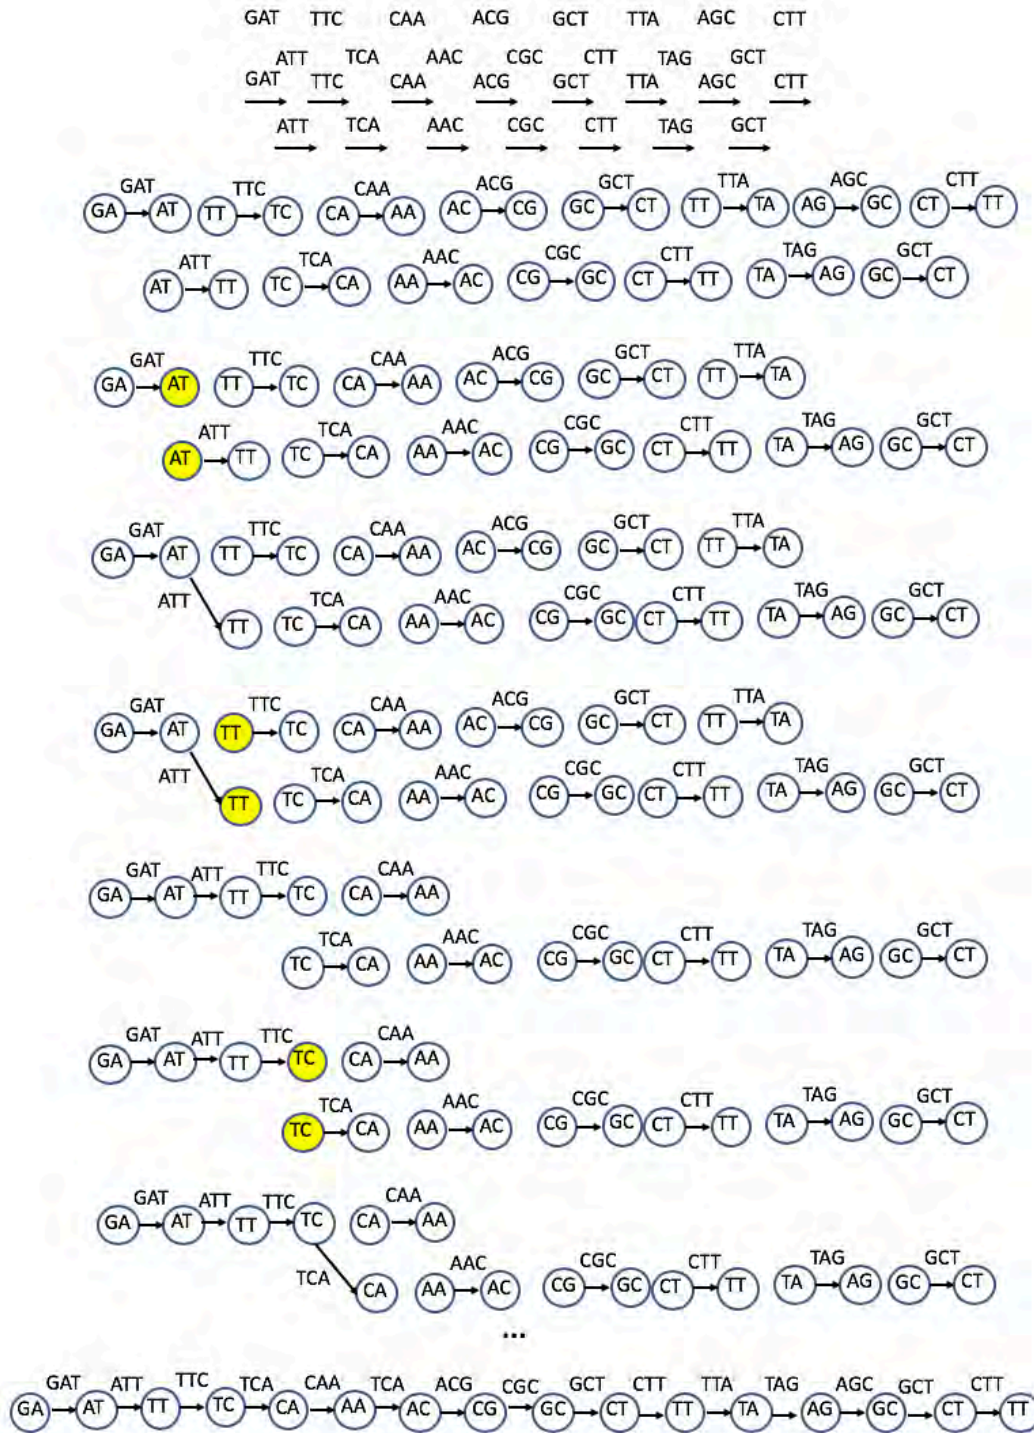 GAT TTC CAA ACG GCT TTA AGC CTT
ATT TCA AAC CGC CTT TAG GCT
GAT TTC CAA ACG GCT TTA AGC CTT
ATT TCA AAC CGC CTT TAG GCT
GAT TTC CAA ACG GCT TTA AGC CTT
GA AT TT TC CA AA AC CG GC CT TT TA AG GC CT TT
ATT TCA AAC CGC CTT TAG GCT
AT TT TC CA AA AC CG GC CT TT TA AG GC CT
GAT TTC CAA ACG GCT TTA
GA AT TT TC CA AA AC CG GC CT TT TA
ATT TCA AAC CGC CTT TAG GCT
AT TT TC CA AA AC CG GC CT TT TA AG GC CT
GAT TTC CAA ACG GCT TTA
GA AT TT TC CA AA AC CG GC CT TT TA
ATT TCA AAC CGC CTT TAG GCT
TT TC CA AA AC CG GC CT TT TA AG GC CT
GAT TTC CAA ACG GCT TTA
GA AT TT TC CA AA AC CG GC CT TT TA
ATT TCA AAC CGC CTT TAG GCT
TT TC CA AA AC CG GC CT TT TA AG GC CT
GAT ATT TTC CAA
GA AT TT TC CA AA
TCA AAC CGC CTT TAG GCT
TC CA AA AC CG GC CT TT TA AG GC CT
GAT ATT TTC CAA
GA AT TT TC CA AA
TCA AAC CGC CTT TAG GCT
TC CA AA AC CG GC CT TT TA AG GC CT
GAT ATT TTC CAA
GA AT TT TC CA AA
TCA AAC CGC CTT TAG GCT
CA AA AC CG GC CT TT TA AG GC CT
...
GAT ATT TTC TCA CAA TCA ACG CGC GCT CTT TTA TAG AGC GCT CTT
GA AT TT TC CA AA AC CG GC CT TT TA AG GC CT TT